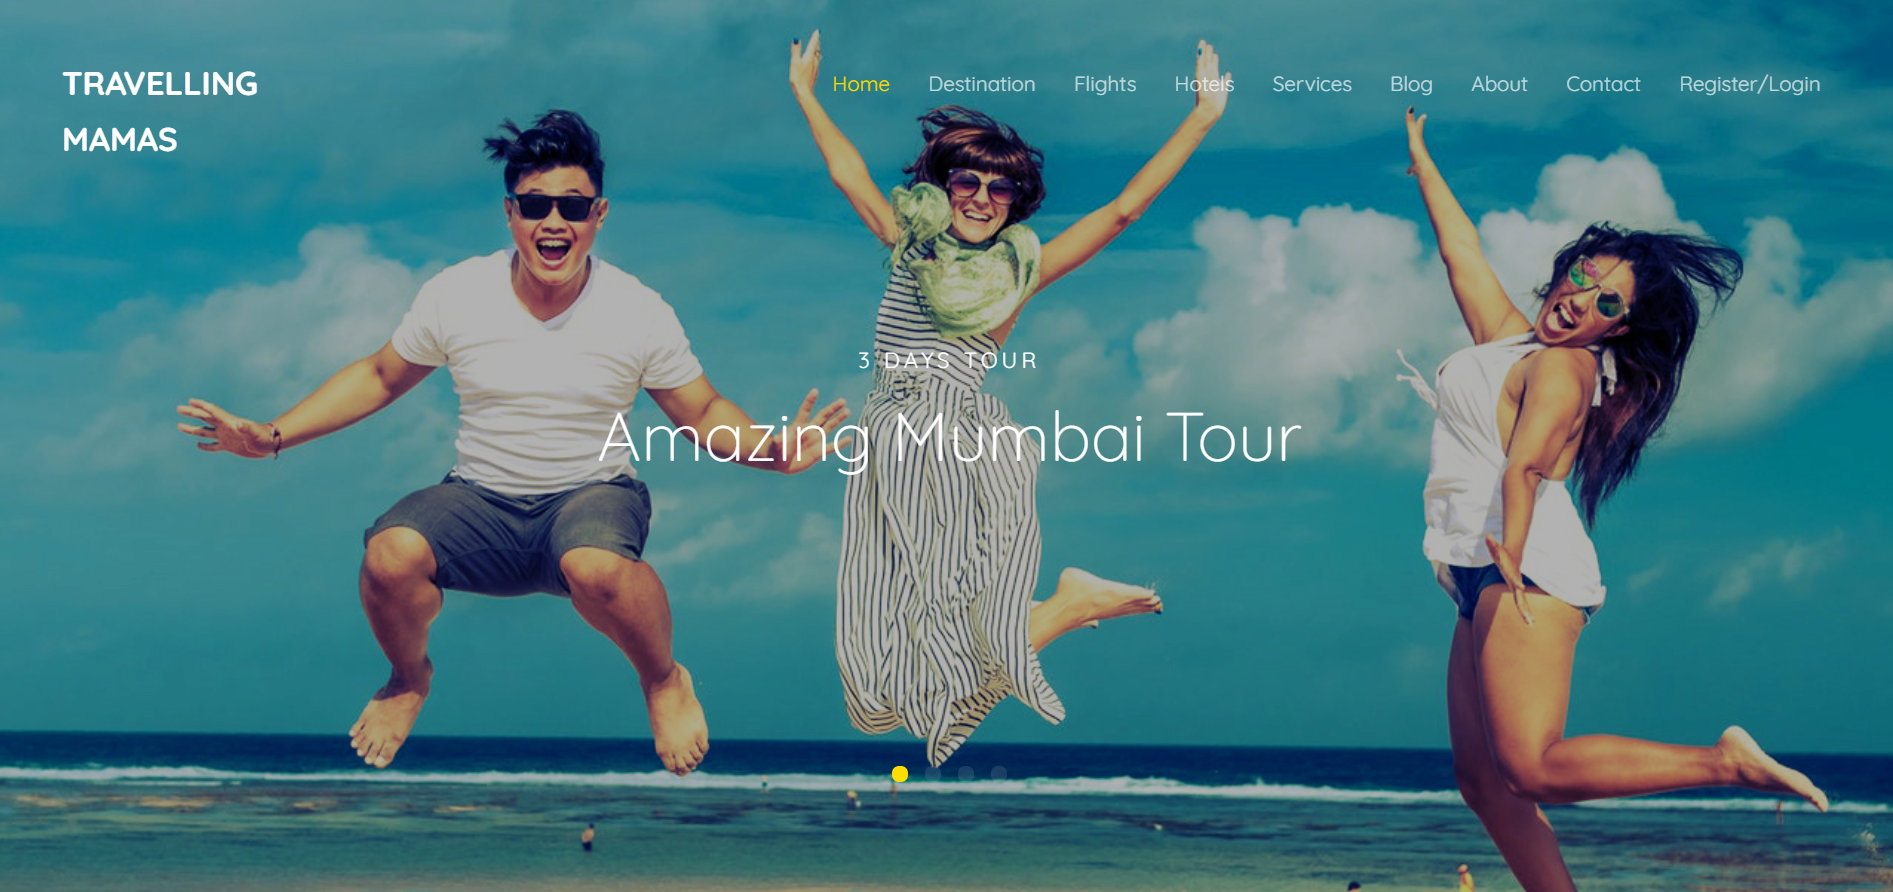 TRAVELLING
MAMAS
Home Destination Flights Hotels Services Blog About Contact Register/Login
3 DAYS TOUR
Amazing Mumbai Tour